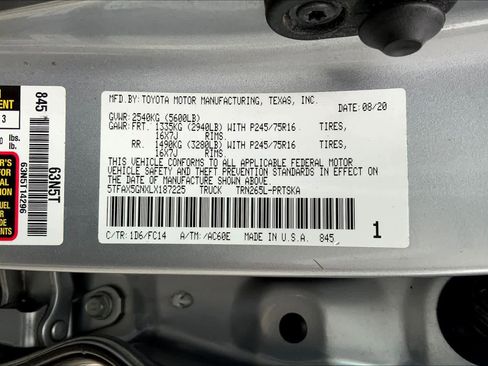 MFD.BY: TOYOTA MOTOR MANUFACTURING, TEXAS, INC.
DATE: 08/20
GVWR: 2540KG (5600LB)
GAWR: FRT. 1335KG (2940LB) WITH P245/75R16 TIRES,
16X7J RIMS
RR. 1490KG (3280LB) WITH P245/75R16 TIRES,
16X7J RIMS
THIS VEHICLE CONFORMS TO ALL APPLICABLE FEDERAL MOTOR
VEHICLE SAFETY AND THEFT PREVENTION STANDARDS IN EFFECT ON
THE DATE OF MANUFACTURE SHOWN ABOVE.
5TFAX5GNXLX187225 TRUCK TRN265L-PRTSKA
C/TR: 1D6/FC14 A/TM: /AC60E MADE IN U.S.A. 845
1
845
63N5T
63N5T14296
3
lbs.